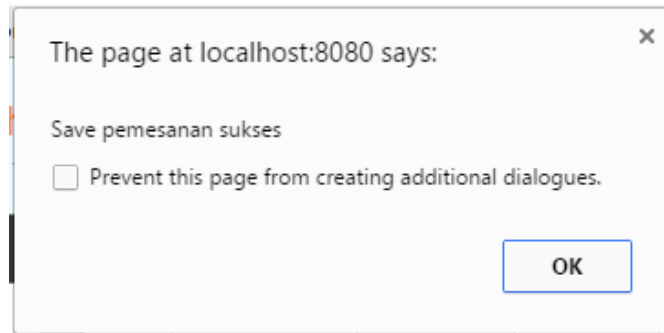 The page at localhost:8080 says:
Save pemesanan sukses
Prevent this page from creating additional dialogues.
OK